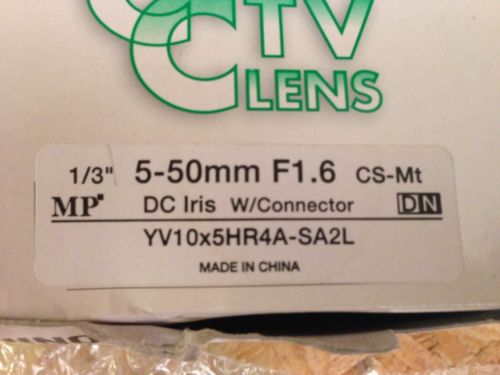 CCTV
LENS
1/3" 5-50mm F1.6 CS-Mt
MP DC Iris W/Connector DN
YV10x5HR4A-SA2L
MADE IN CHINA